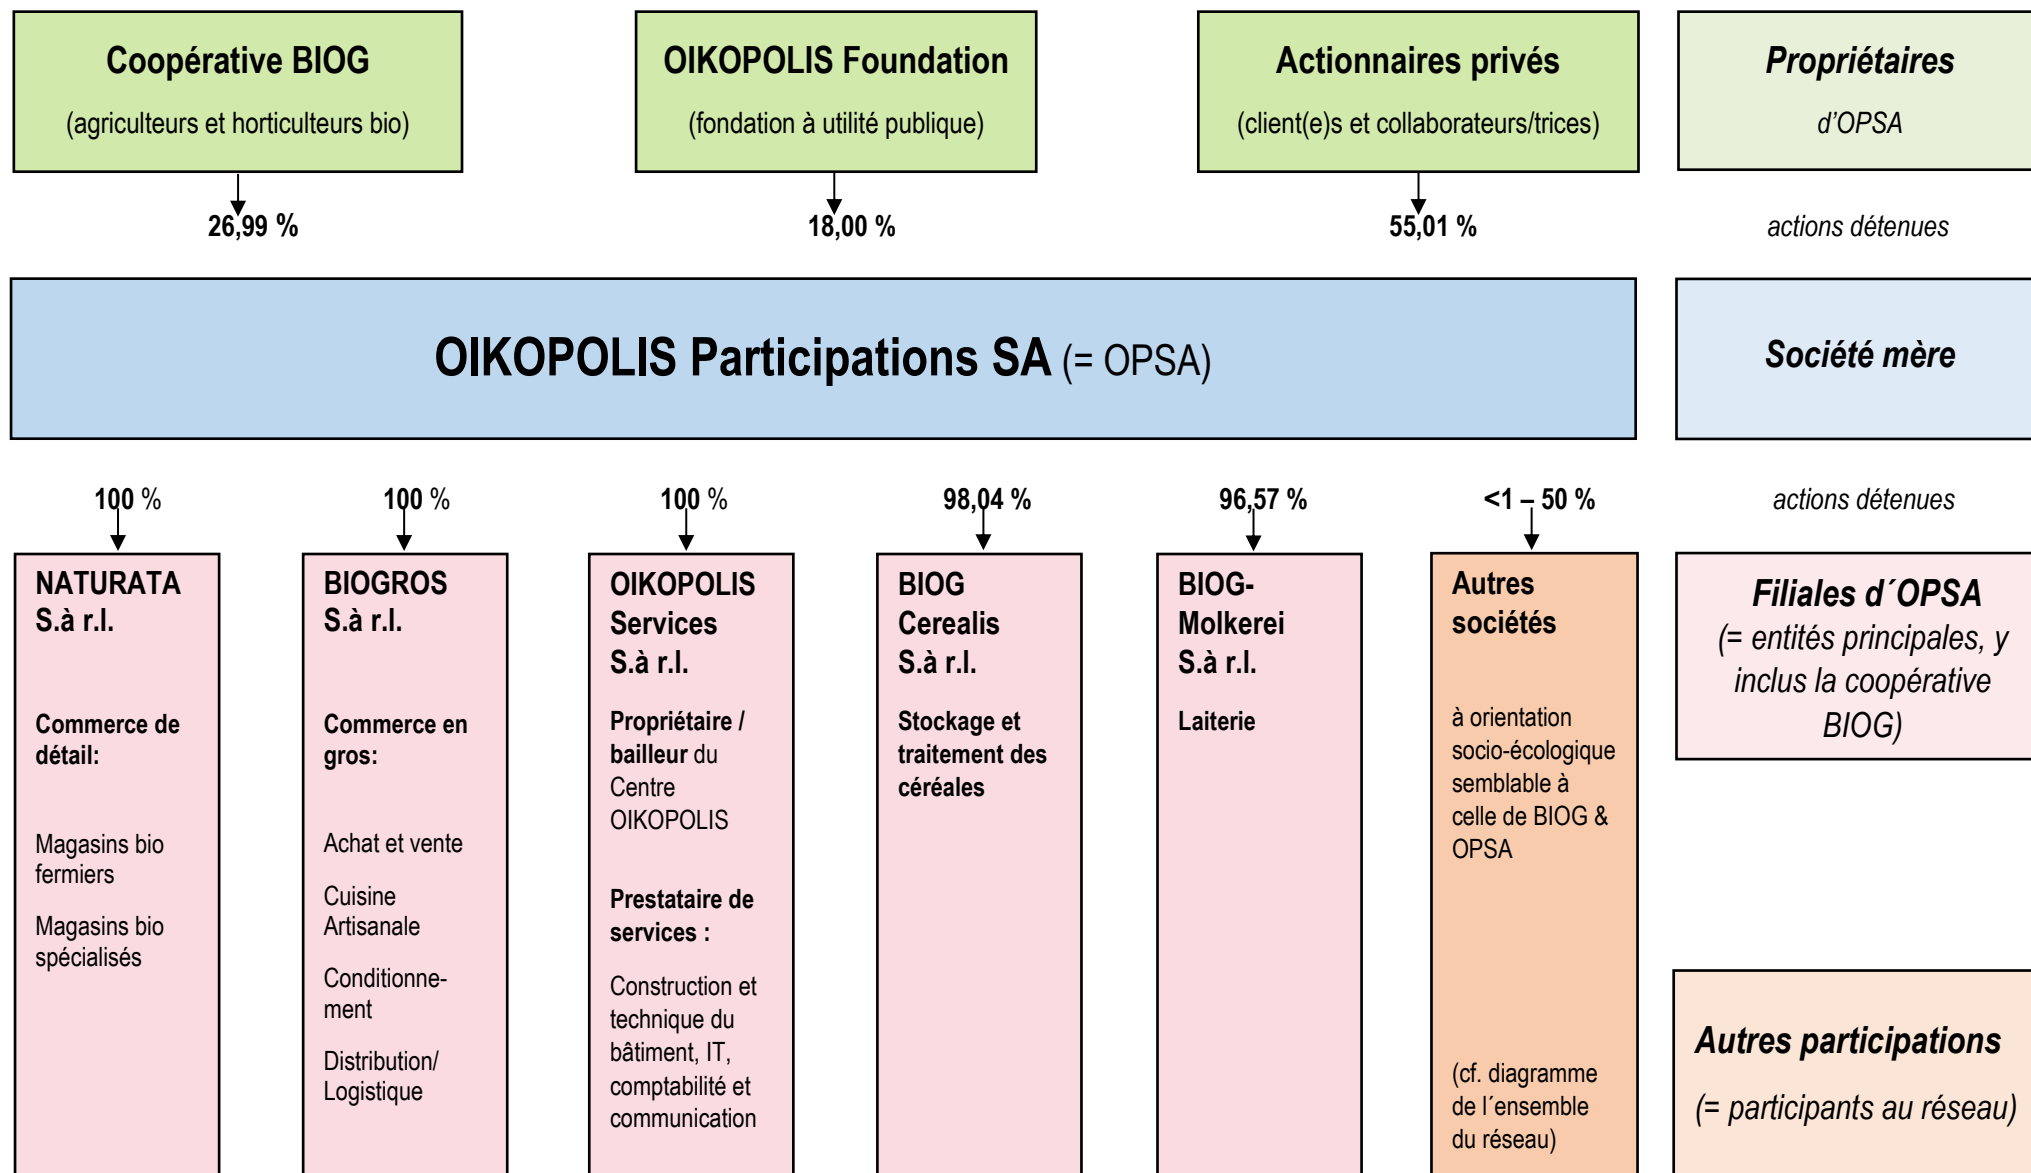 Coopérative BIOG
(agriculteurs et horticulteurs bio)
OIKOPOLIS Foundation
(fondation à utilité publique)
Actionnaires privés
(client(e)s et collaborateurs/trices)
Propriétaires
d’OPSA
26,99 %
18,00 %
55,01 %
actions détenues
OIKOPOLIS Participations SA (= OPSA)
Société mère
100 %
100 %
100 %
98,04 %
96,57 %
<1 – 50 %
actions détenues
NATURATA
S.à r.l.
Commerce de
détail:
Magasins bio
fermiers
Magasins bio
spécialisés
BIOGROS
S.à r.l.
Commerce en
gros:
Achat et vente
Cuisine
Artisanale
Conditionne-
ment
Distribution/
Logistique
OIKOPOLIS
Services
S.à r.l.
Propriétaire /
bailleur du
Centre
OIKOPOLIS
Prestataire de
services :
Construction et
technique du
bâtiment, IT,
comptabilité et
communication
BIOG
Cerealis
S.à r.l.
Stockage et
traitement des
céréales
BIOG-
Molkerei
S.à r.l.
Laiterie
Autres
sociétés
à orientation
socio-écologique
semblable à
celle de BIOG &
OPSA
(cf. diagramme
de l´ensemble
du réseau)
Filiales d´OPSA
(= entités principales, y
inclus la coopérative
BIOG)
Autres participations
(= participants au réseau)